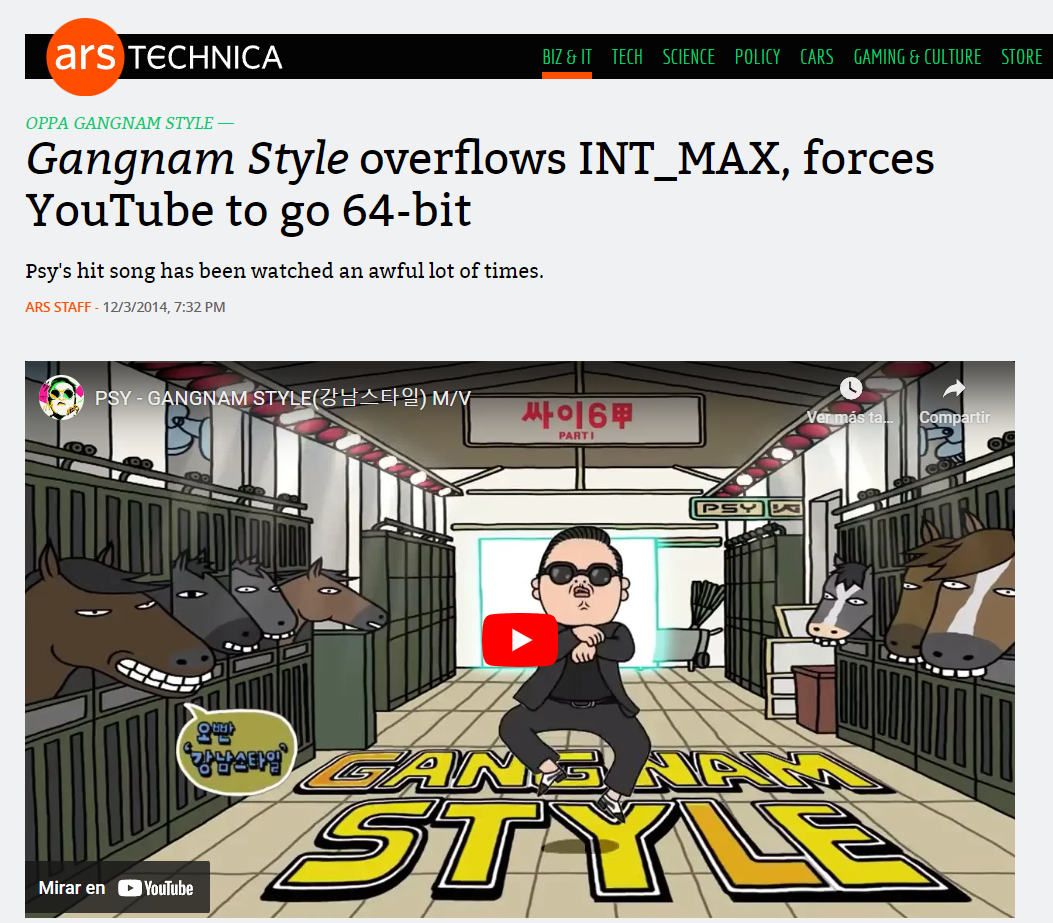 ars TECHNICA
BIZ & IT TECH SCIENCE POLICY CARS GAMING & CULTURE STORE
OPPA GANGNAM STYLE —
Gangnam Style overflows INT_MAX, forces
YouTube to go 64-bit
Psy's hit song has been watched an awful lot of times.
ARS STAFF - 12/3/2014, 7:32 PM
PSY - GANGNAM STYLE(강남스타일) M/V
Ver más ta...
Compartir
싸이6甲
PART I
PSY
오빤
'강남스타일'
GANGNAM
STYLE
Mirar en YouTube